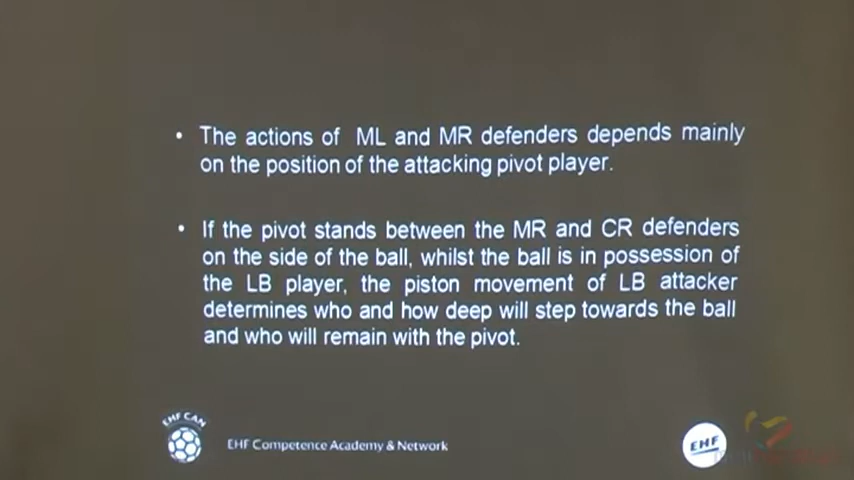 • The actions of ML and MR defenders depends mainly
on the position of the attacking pivot player.
• If the pivot stands between the MR and CR defenders
on the side of the ball, whilst the ball is in possession of
the LB player, the piston movement of LB attacker
determines who and how deep will step towards the ball
and who will remain with the pivot.
EHF CAN
EHF Competence Academy & Network
EHF